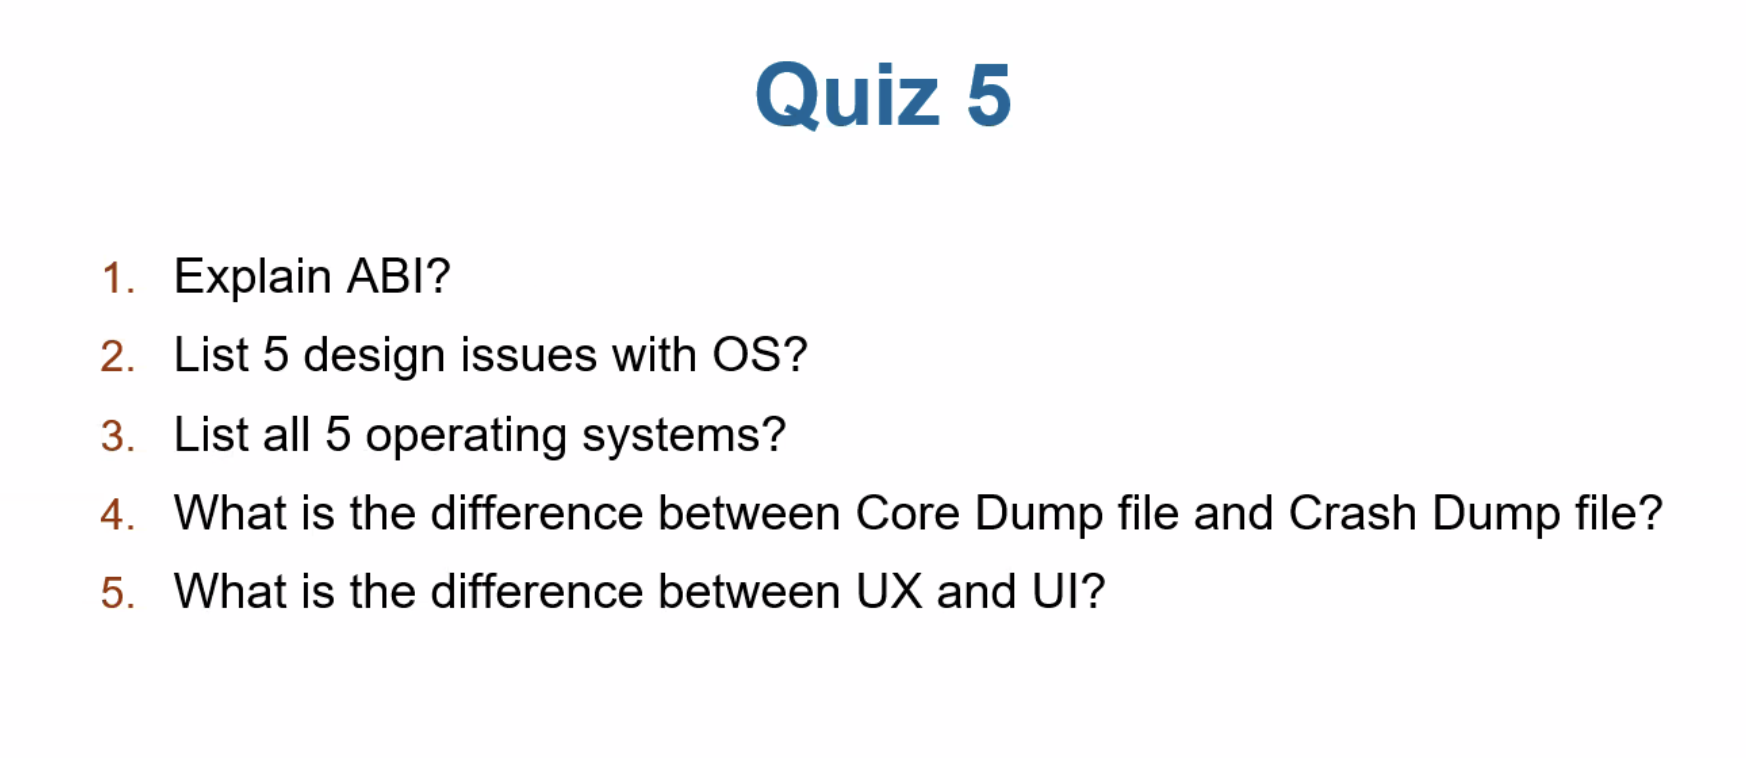 Quiz 5
1. Explain ABI?
2. List 5 design issues with OS?
3. List all 5 operating systems?
4. What is the difference between Core Dump file and Crash Dump file?
5. What is the difference between UX and UI?